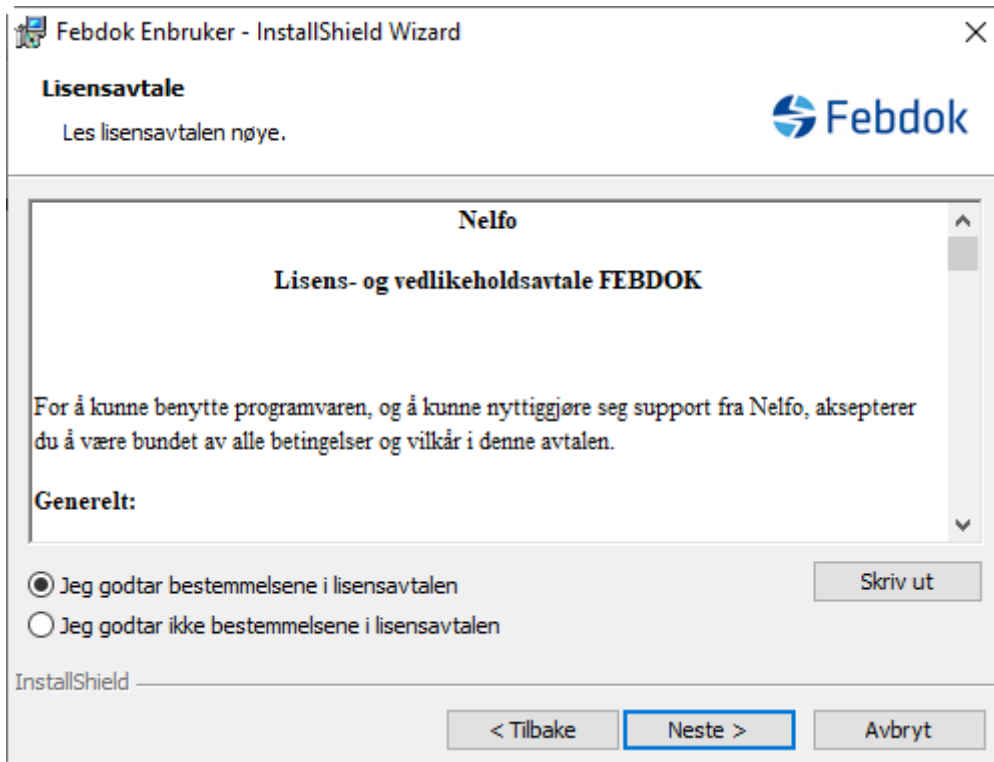 Febdok Enbruker - InstallShield Wizard
Lisensavtale
Les lisensavtalen nøye.
Febdok
Nelfo
Lisens- og vedlikeholdsavtale FEBDOK
For å kunne benytte programvaren, og å kunne nyttiggjøre seg support fra Nelfo, aksepterer
du å være bundet av alle betingelser og vilkår i denne avtalen.
Generelt:
Jeg godtar bestemmelsene i lisensavtalen
Skriv ut
Jeg godtar ikke bestemmelsene i lisensavtalen
InstallShield
< Tilbake
Neste >
Avbryt